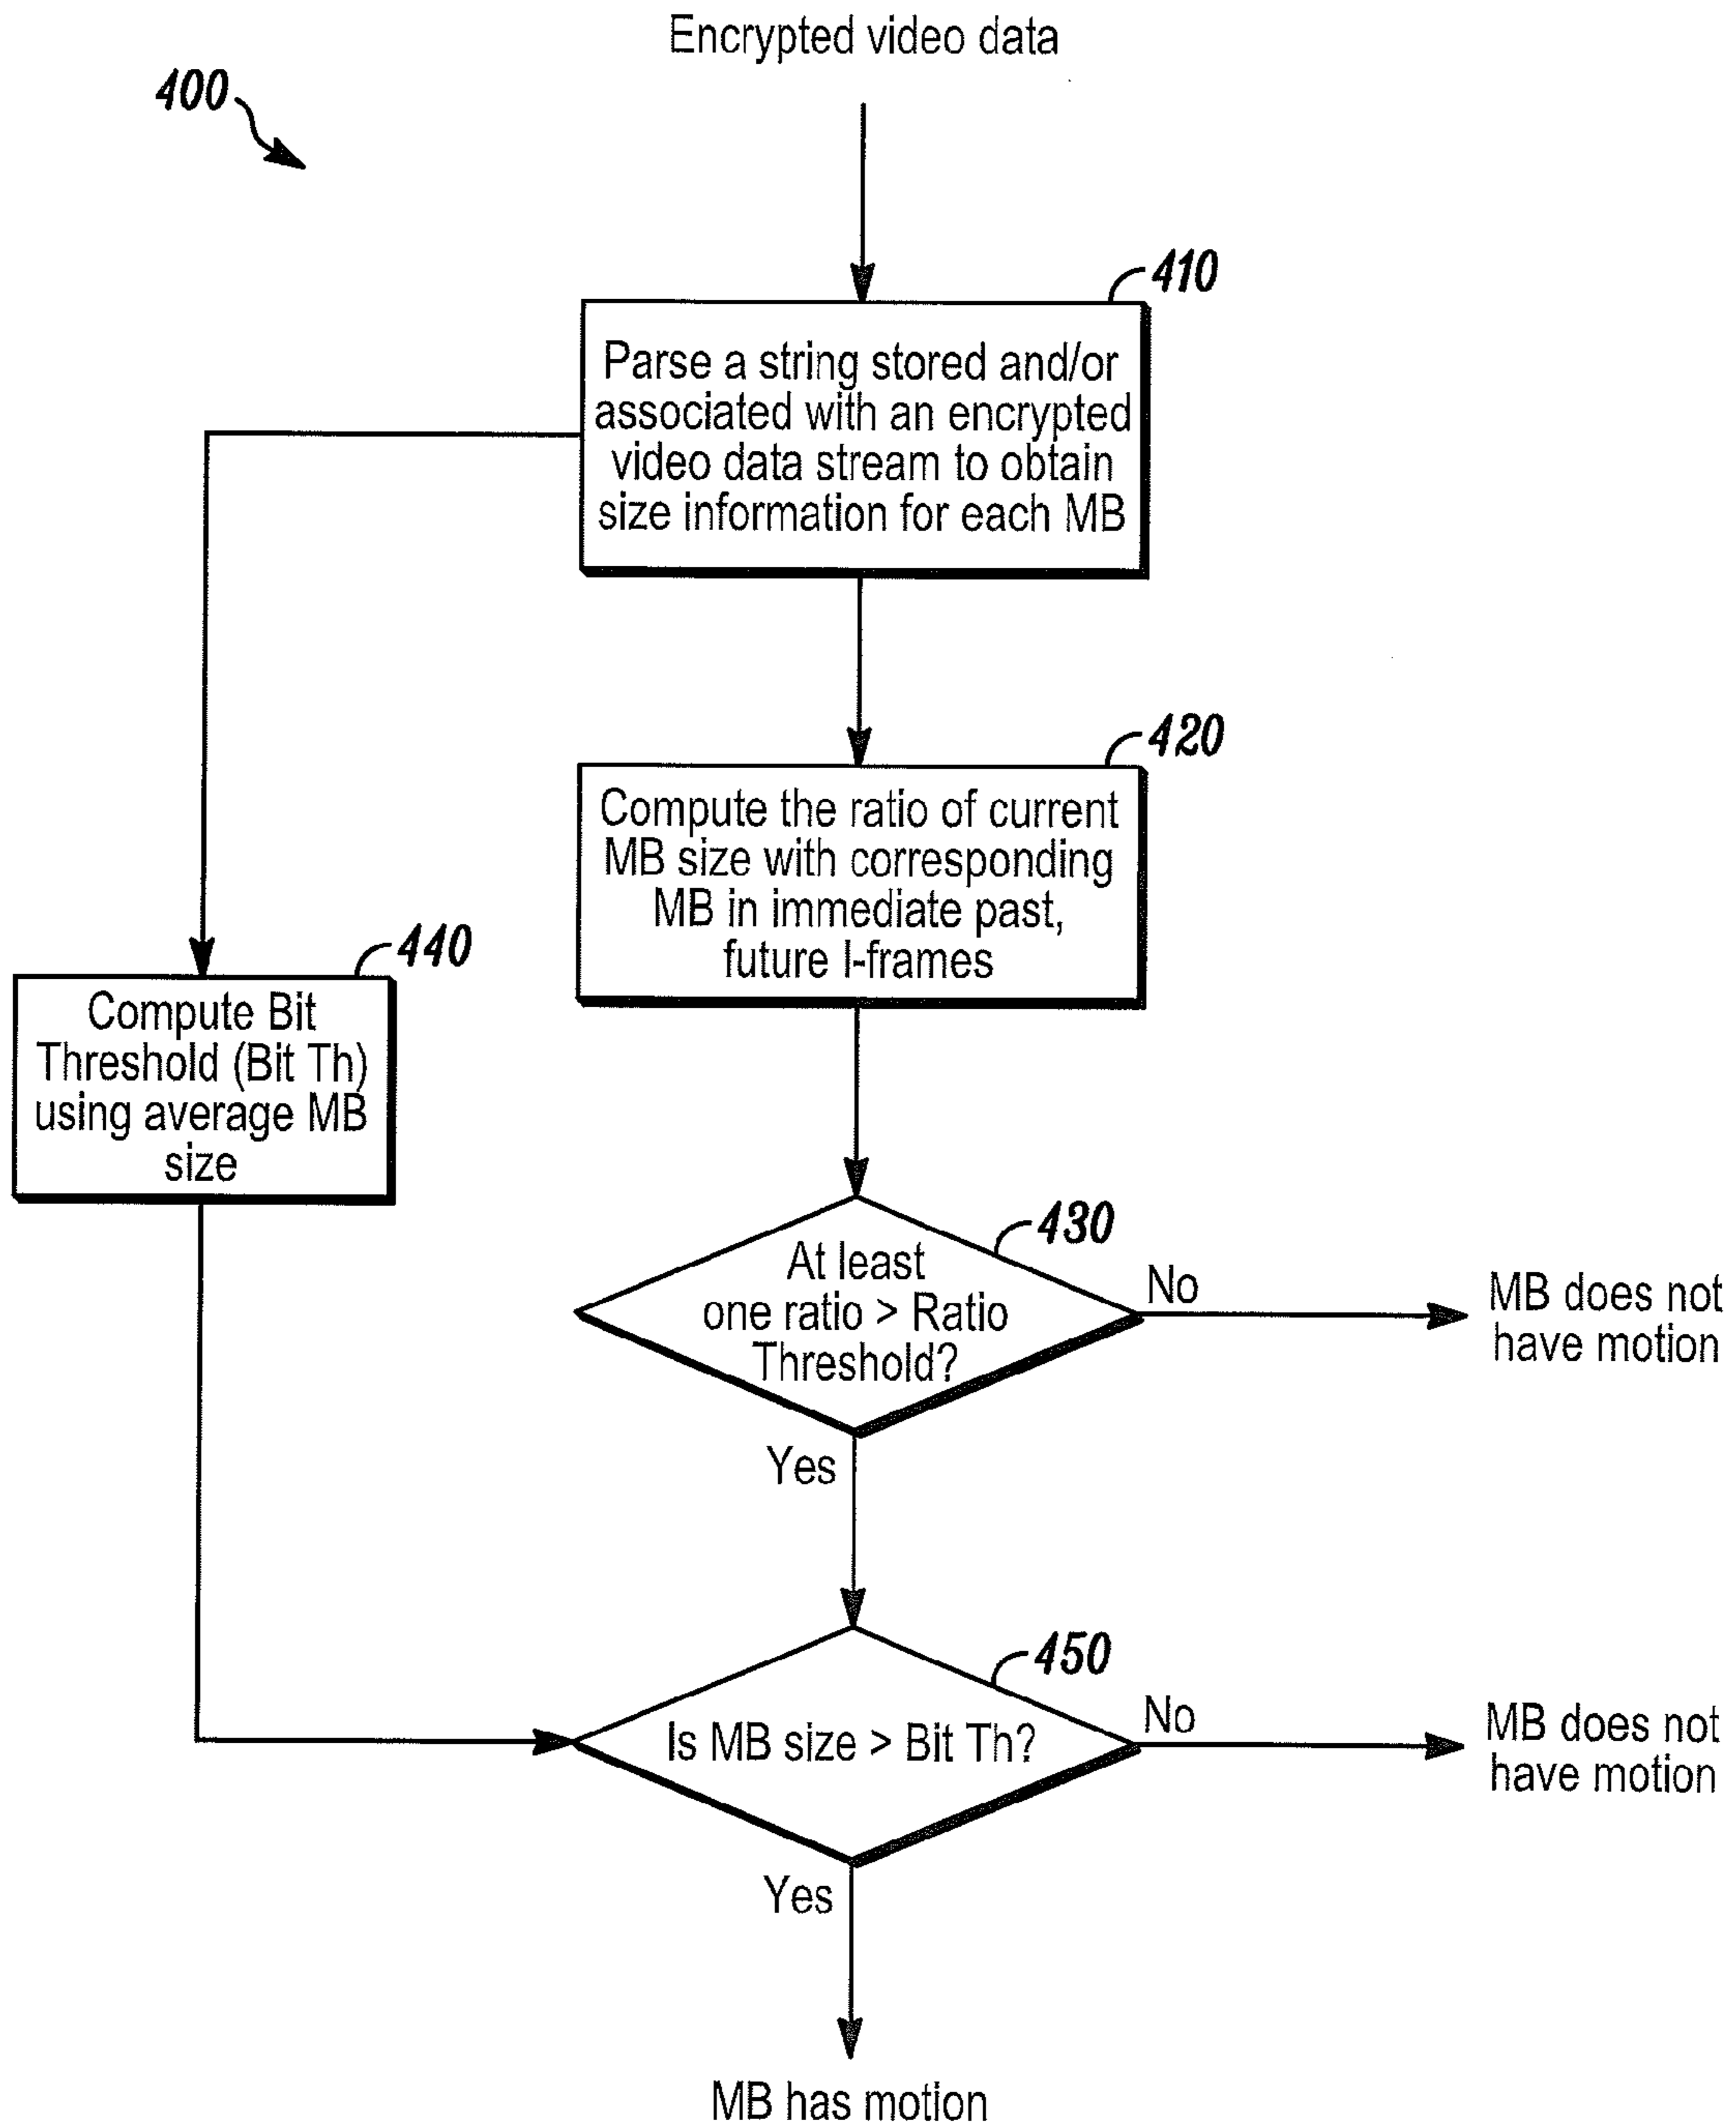 Encrypted video data
400
410
Parse a string stored and/or
associated with an encrypted
video data stream to obtain
size information for each MB
420
Compute the ratio of current
MB size with corresponding
MB in immediate past,
future I-frames
440
Compute Bit
Threshold (Bit Th)
using average MB
size
430
At least
one ratio > Ratio
Threshold?
No
MB does not
have motion
Yes
450
Is MB size > Bit Th?
No
MB does not
have motion
Yes
MB has motion